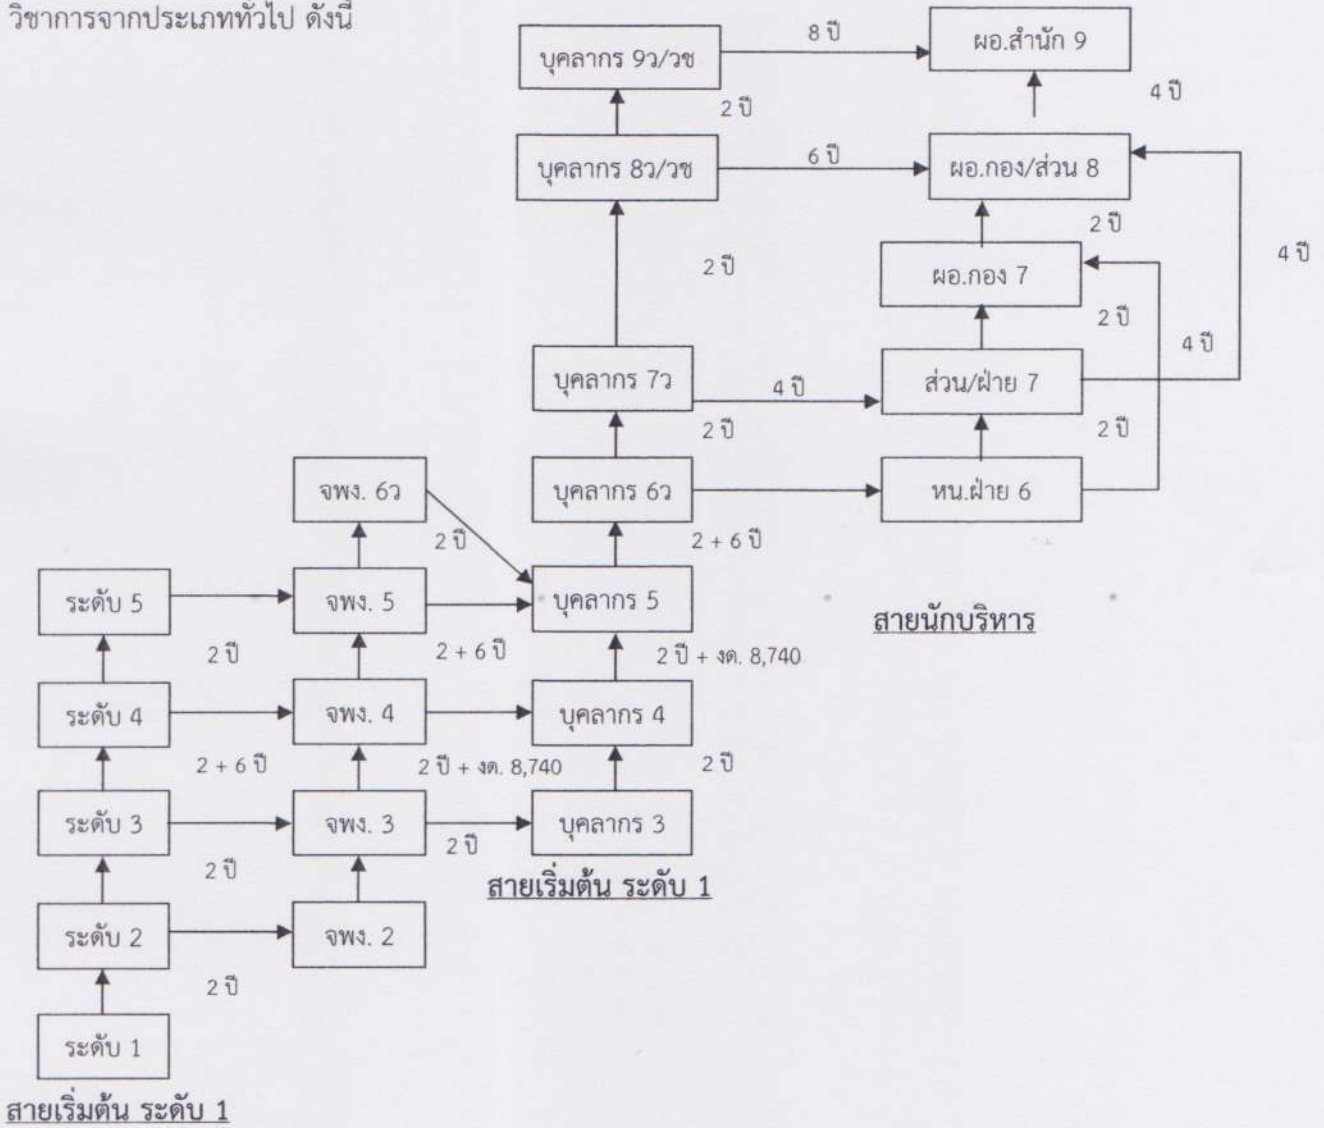 วิชาการจากประเภททั่วไป ดังนี้
บุคลากร 9ว/วช
8 ปี
ผอ.สำนัก 9
2 ปี
4 ปี
บุคลากร 8ว/วช
6 ปี
ผอ.กอง/ส่วน 8
2 ปี
2 ปี
ผอ.กอง 7
4 ปี
2 ปี
4 ปี
บุคลากร 7ว
4 ปี
ส่วน/ฝ่าย 7
2 ปี
2 ปี
จพง. 6ว
บุคลากร 6ว
หน.ฝ่าย 6
2 ปี
2 + 6 ปี
ระดับ 5
จพง. 5
บุคลากร 5
สายนักบริหาร
2 ปี
2 + 6 ปี
2 ปี + งด. 8,740
ระดับ 4
จพง. 4
บุคลากร 4
2 + 6 ปี
2 ปี + งด. 8,740
2 ปี
ระดับ 3
จพง. 3
บุคลากร 3
2 ปี
2 ปี
สายเริ่มต้น ระดับ 1
ระดับ 2
จพง. 2
2 ปี
ระดับ 1
สายเริ่มต้น ระดับ 1